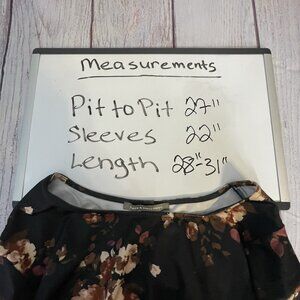 Measurements
Pit to Pit 27"
Sleeves 22"
Length 28"-31"